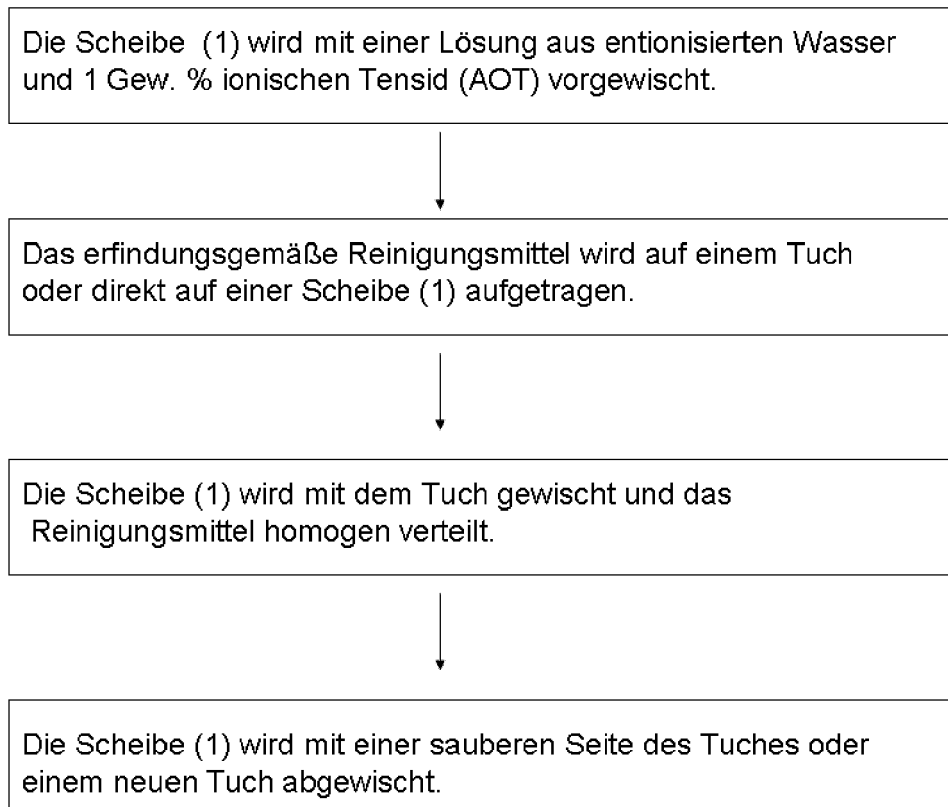 Die Scheibe  (1) wird mit einer Lösung aus entionisierten Wasser
und 1 Gew. % ionischen Tensid (AOT) vorgewischt.
Das erfindungsgemäße Reinigungsmittel wird auf einem Tuch
oder direkt auf einer Scheibe (1) aufgetragen.
Die Scheibe (1) wird mit dem Tuch gewischt und das
Reinigungsmittel homogen verteilt.
Die Scheibe (1) wird mit einer sauberen Seite des Tuches oder
einem neuen Tuch abgewischt.